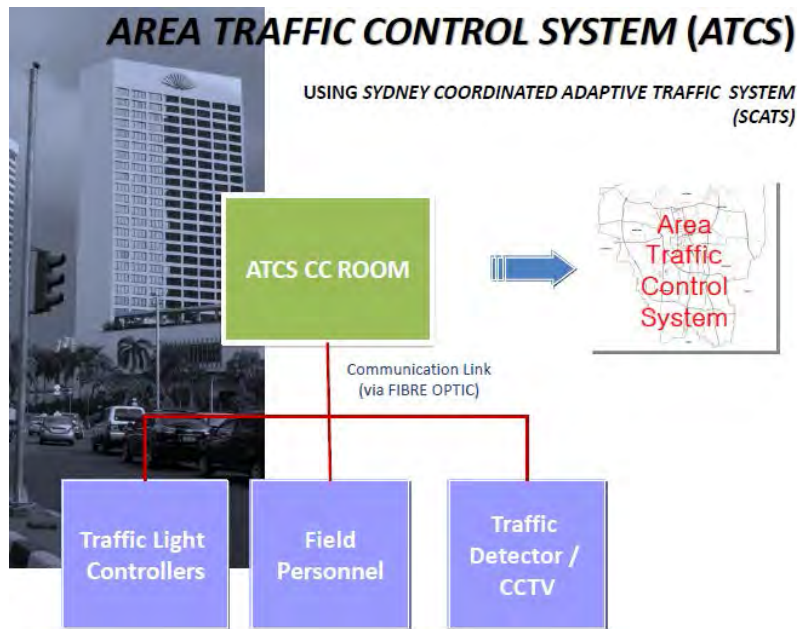 AREA TRAFFIC CONTROL SYSTEM (ATCS)
USING SYDNEY COORDINATED ADAPTIVE TRAFFIC SYSTEM
(SCATS)
ATCS CC ROOM
Area
Traffic
Control
System
Communication Link
(via FIBRE OPTIC)
Traffic Light
Controllers
Field
Personnel
Traffic
Detector /
CCTV